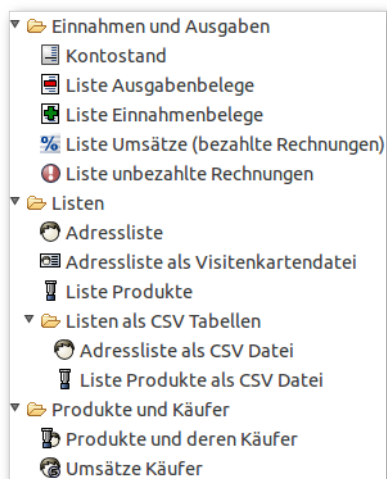 Einnahmen und Ausgaben
Kontostand
Liste Ausgabenbelege
Liste Einnahmenbelege
Liste Umsätze (bezahlte Rechnungen)
Liste unbezahlte Rechnungen
Listen
Adressliste
Adressliste als Visitenkartendatei
Liste Produkte
Listen als CSV Tabellen
Adressliste als CSV Datei
Liste Produkte als CSV Datei
Produkte und Käufer
Produkte und deren Käufer
Umsätze Käufer